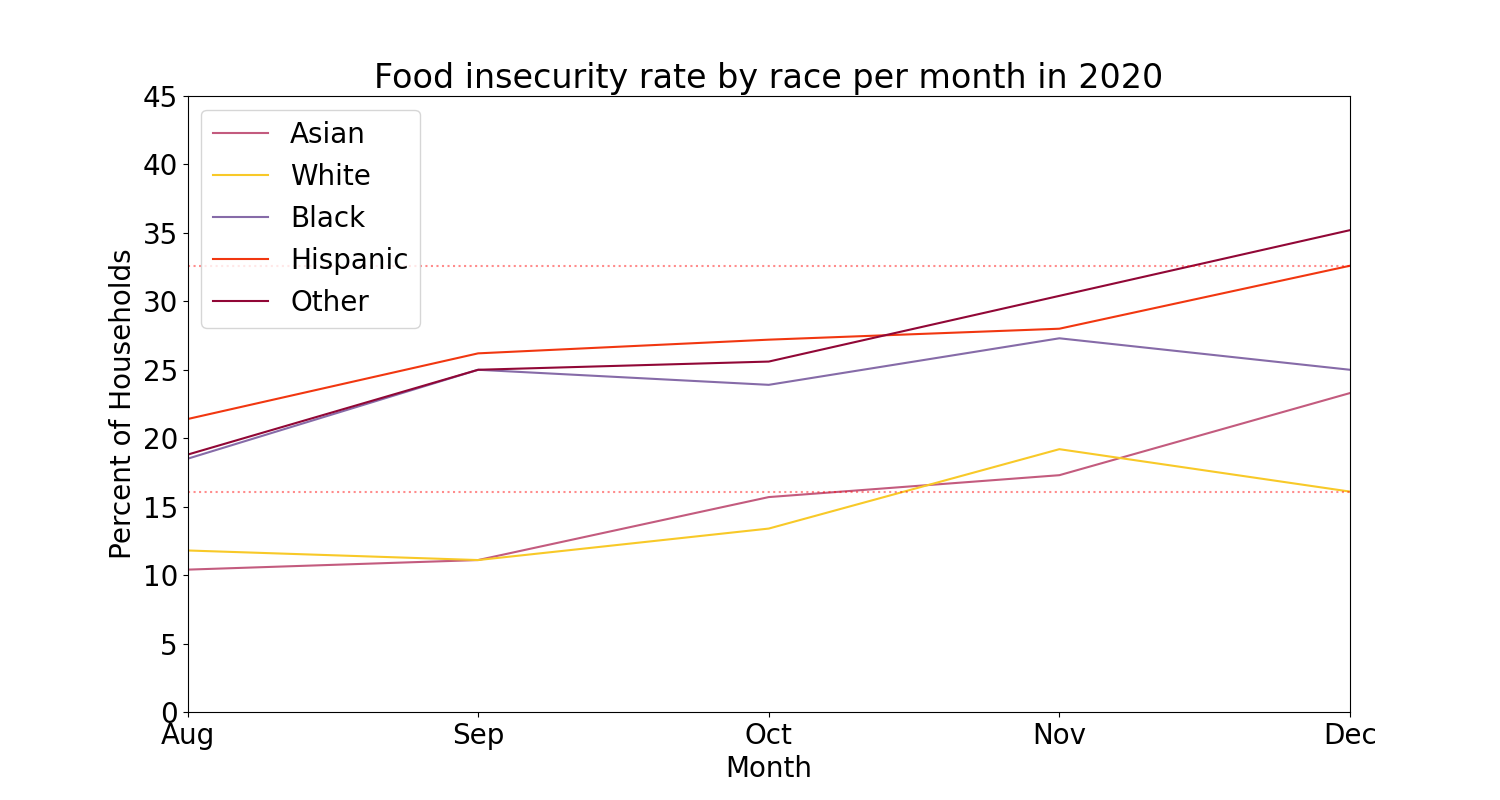 Food insecurity rate by race per month in 2020
45
40
35
30
25
20
15
10
5
0
Percent of Households
Asian
White
Black
Hispanic
Other
Aug Sep Oct Nov Dec
Month